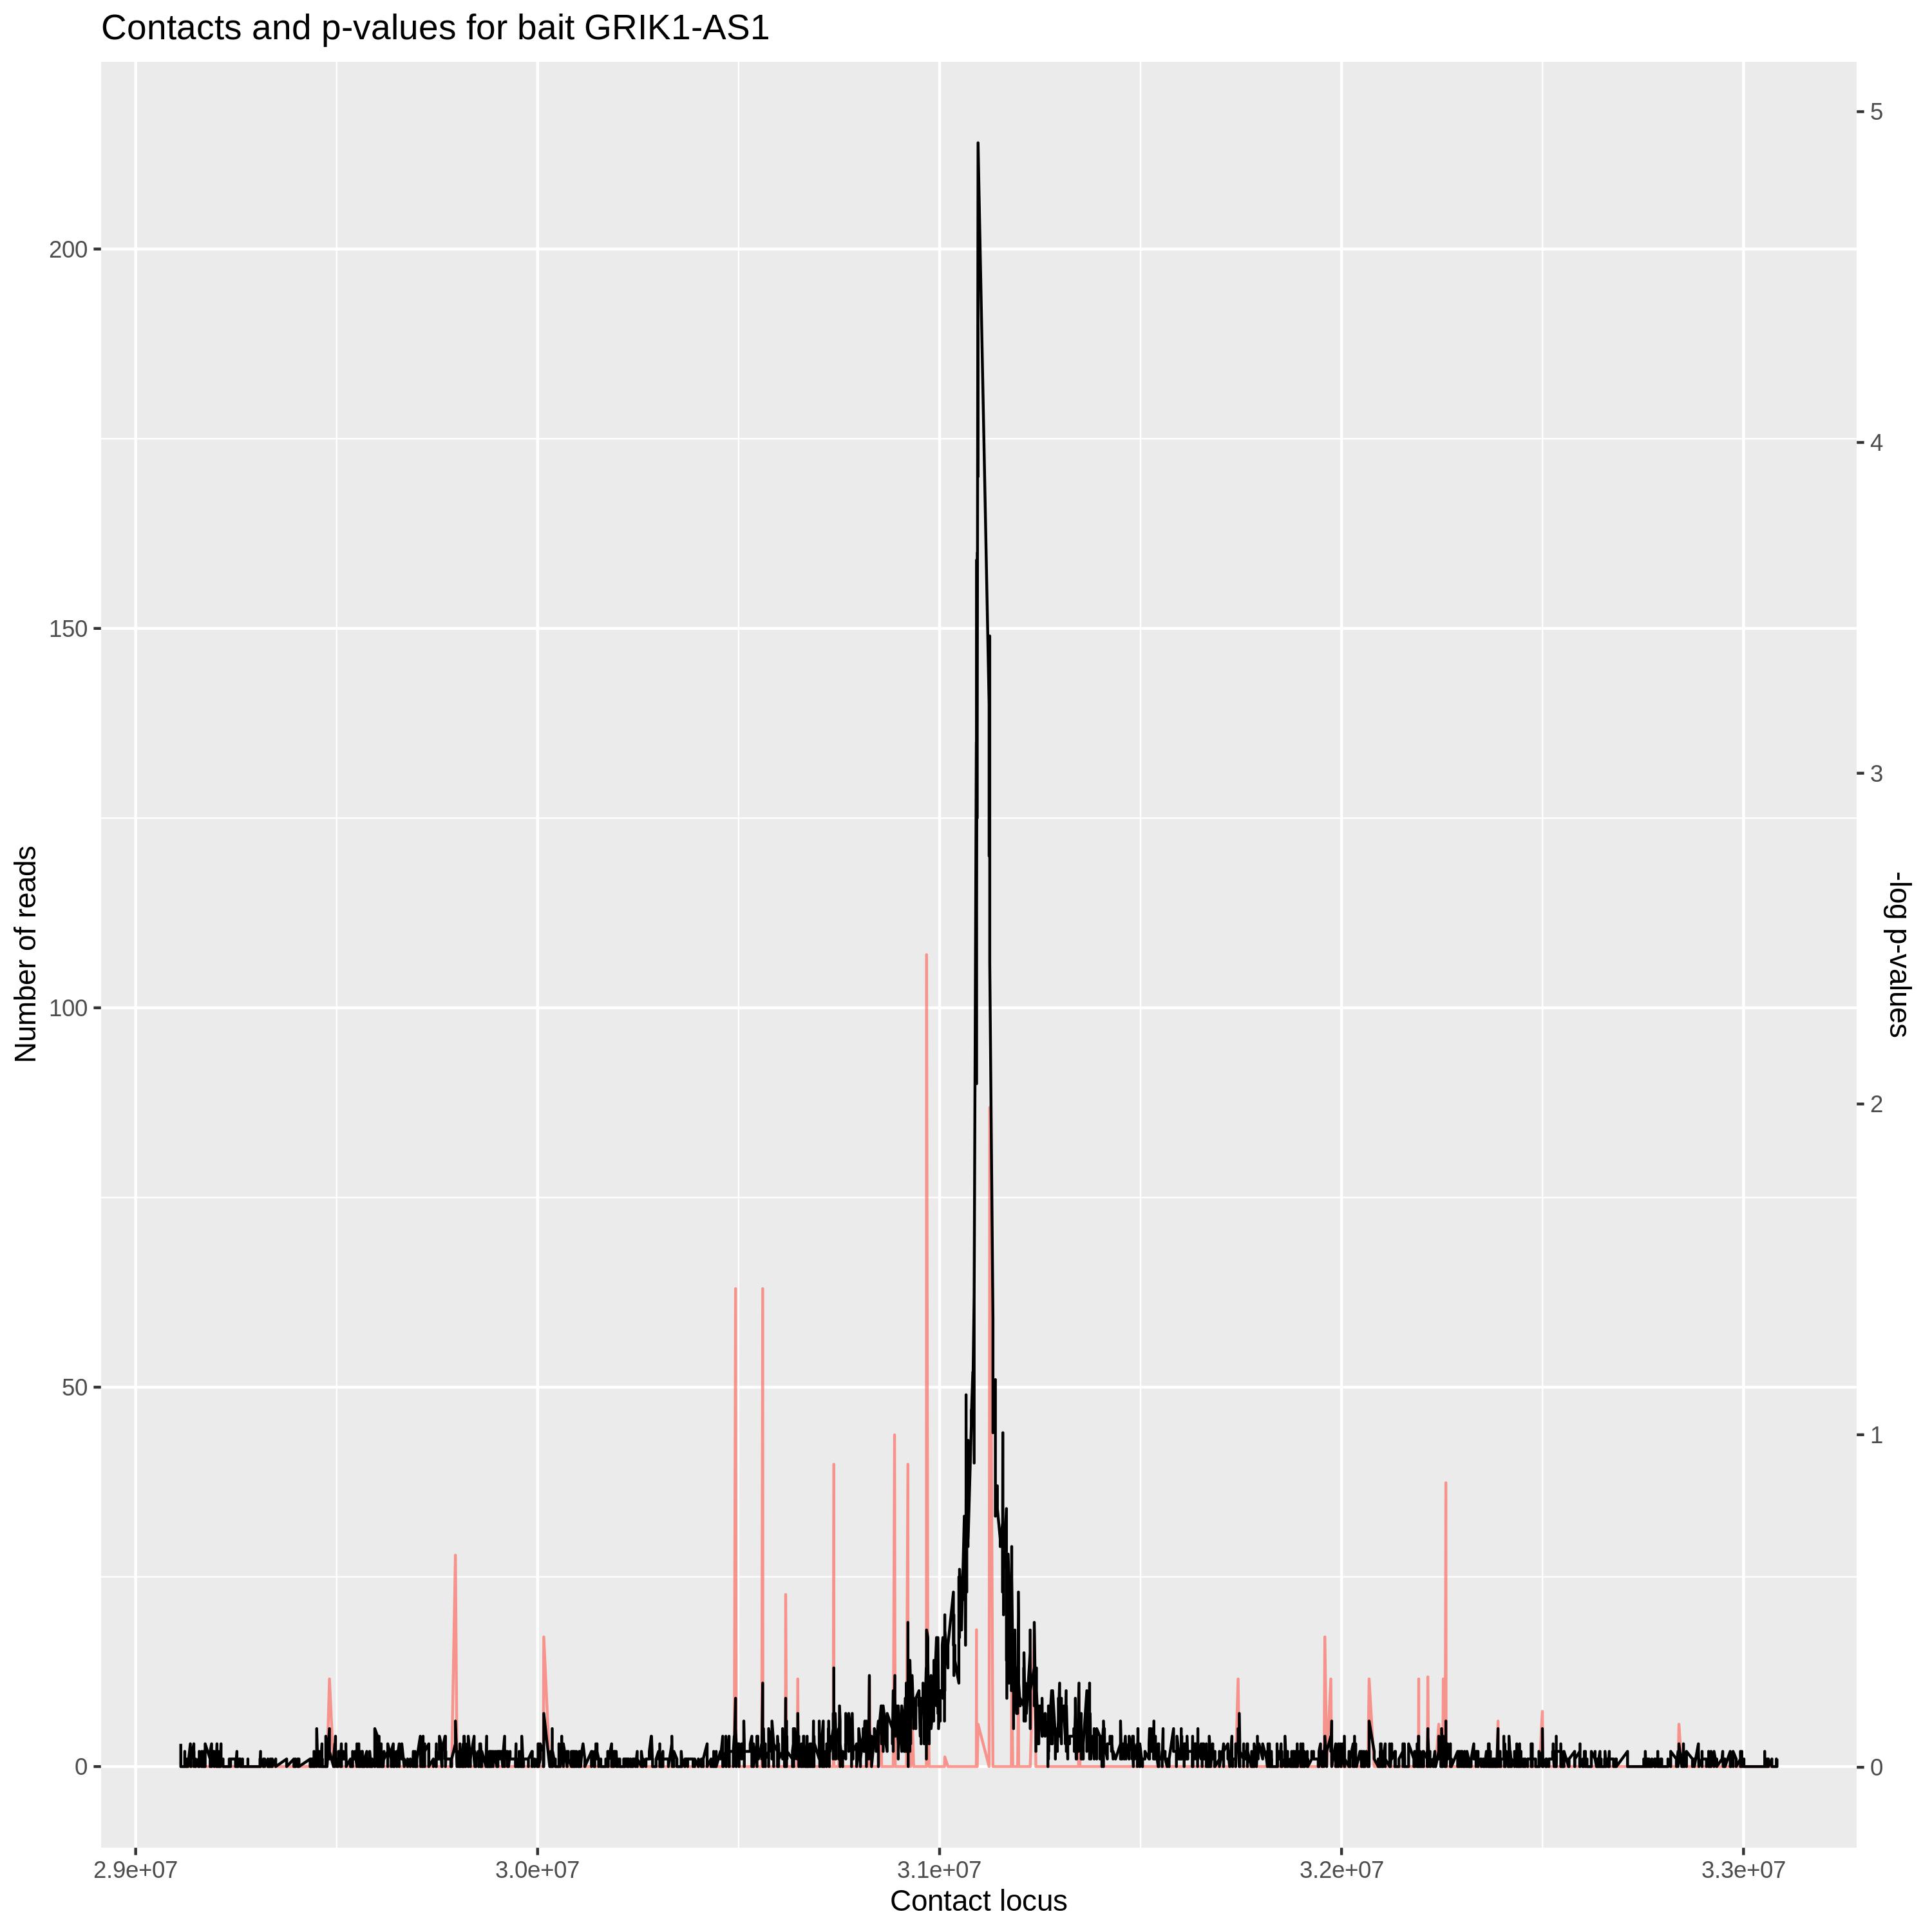 Contacts and p-values for bait GRIK1-AS1
Number of reads
200
150
100
50
0
5
4
3
2
1
0
-log p-values
2.9e+07
3.0e+07
3.1e+07
3.2e+07
3.3e+07
Contact locus